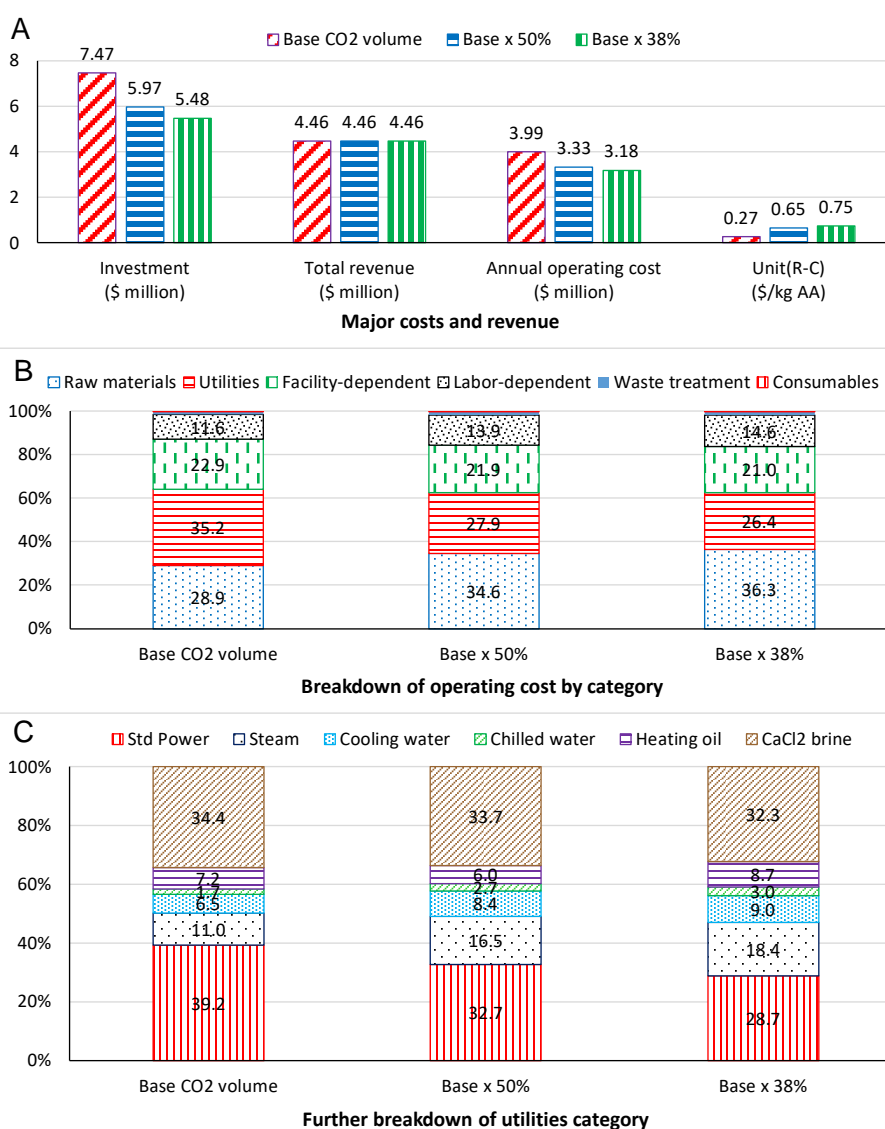 A
Base CO2 volume Base x 50% Base x 38%
8
6
4
2
0
7.47 5.97 5.48
4.46 4.46 4.46
3.99 3.33 3.18
0.27 0.65 0.75
Investment ($ million)
Total revenue ($ million)
Annual operating cost ($ million)
Unit(R-C) ($/kg AA)
Major costs and revenue
B
Raw materials Utilities Facility-dependent Labor-dependent Waste treatment Consumables
100%
80%
60%
40%
20%
0%
11.6 13.9 14.6
22.9 21.9 21.0
35.2 27.9 26.4
28.9 34.6 36.3
Base CO2 volume Base x 50% Base x 38%
Breakdown of operating cost by category
C
Std Power Steam Cooling water Chilled water Heating oil CaCl2 brine
100%
80%
60%
40%
20%
0%
34.4 33.7 32.3
7.2 6.0 8.7
1.7 2.7 3.0
6.5 8.4 9.0
11.0 16.5 18.4
39.2 32.7 28.7
Base CO2 volume Base x 50% Base x 38%
Further breakdown of utilities category